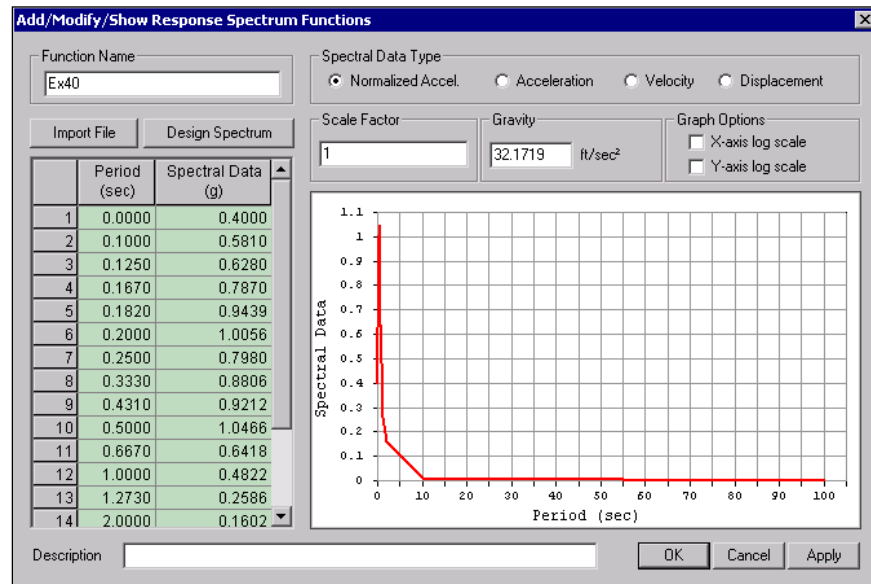 Add/Modify/Show Response Spectrum Functions
Function Name
Ex40
Spectral Data Type
Normalized Accel.
Acceleration
Velocity
Displacement
Import File
Design Spectrum
Scale Factor
1
Gravity
32.1719 ft/sec²
Graph Options
X-axis log scale
Y-axis log scale
Period (sec) Spectral Data (g)
1 0.0000 0.4000
2 0.1000 0.5810
3 0.1250 0.6280
4 0.1670 0.7870
5 0.1820 0.9439
6 0.2000 1.0056
7 0.2500 0.7980
8 0.3330 0.8806
9 0.4310 0.9212
10 0.5000 1.0466
11 0.6670 0.6418
12 1.0000 0.4822
13 1.2730 0.2586
14 2.0000 0.1602
Spectral Data
1.1
1
0.9
0.8
0.7
0.6
0.5
0.4
0.3
0.2
0.1
0
0 10 20 30 40 50 60 70 80 90 100
Period (sec)
Description
OK
Cancel
Apply